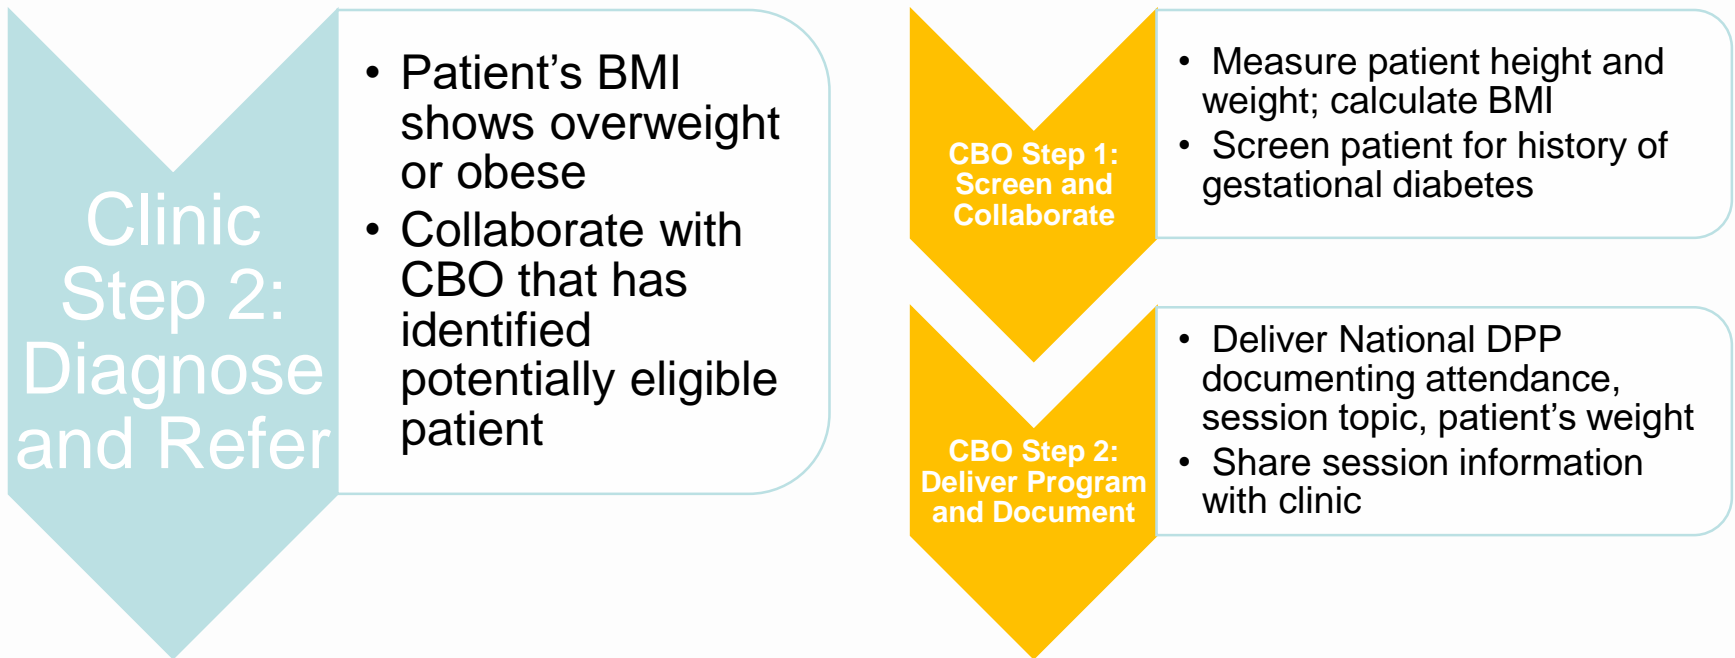 Clinic
Step 2:
Diagnose
and Refer
• Patient’s BMI
shows overweight
or obese
• Collaborate with
CBO that has
identified
potentially eligible
patient
CBO Step 1:
Screen and
Collaborate
• Measure patient height and
weight; calculate BMI
• Screen patient for history of
gestational diabetes
CBO Step 2:
Deliver Program
and Document
• Deliver National DPP
documenting attendance,
session topic, patient’s weight
• Share session information
with clinic